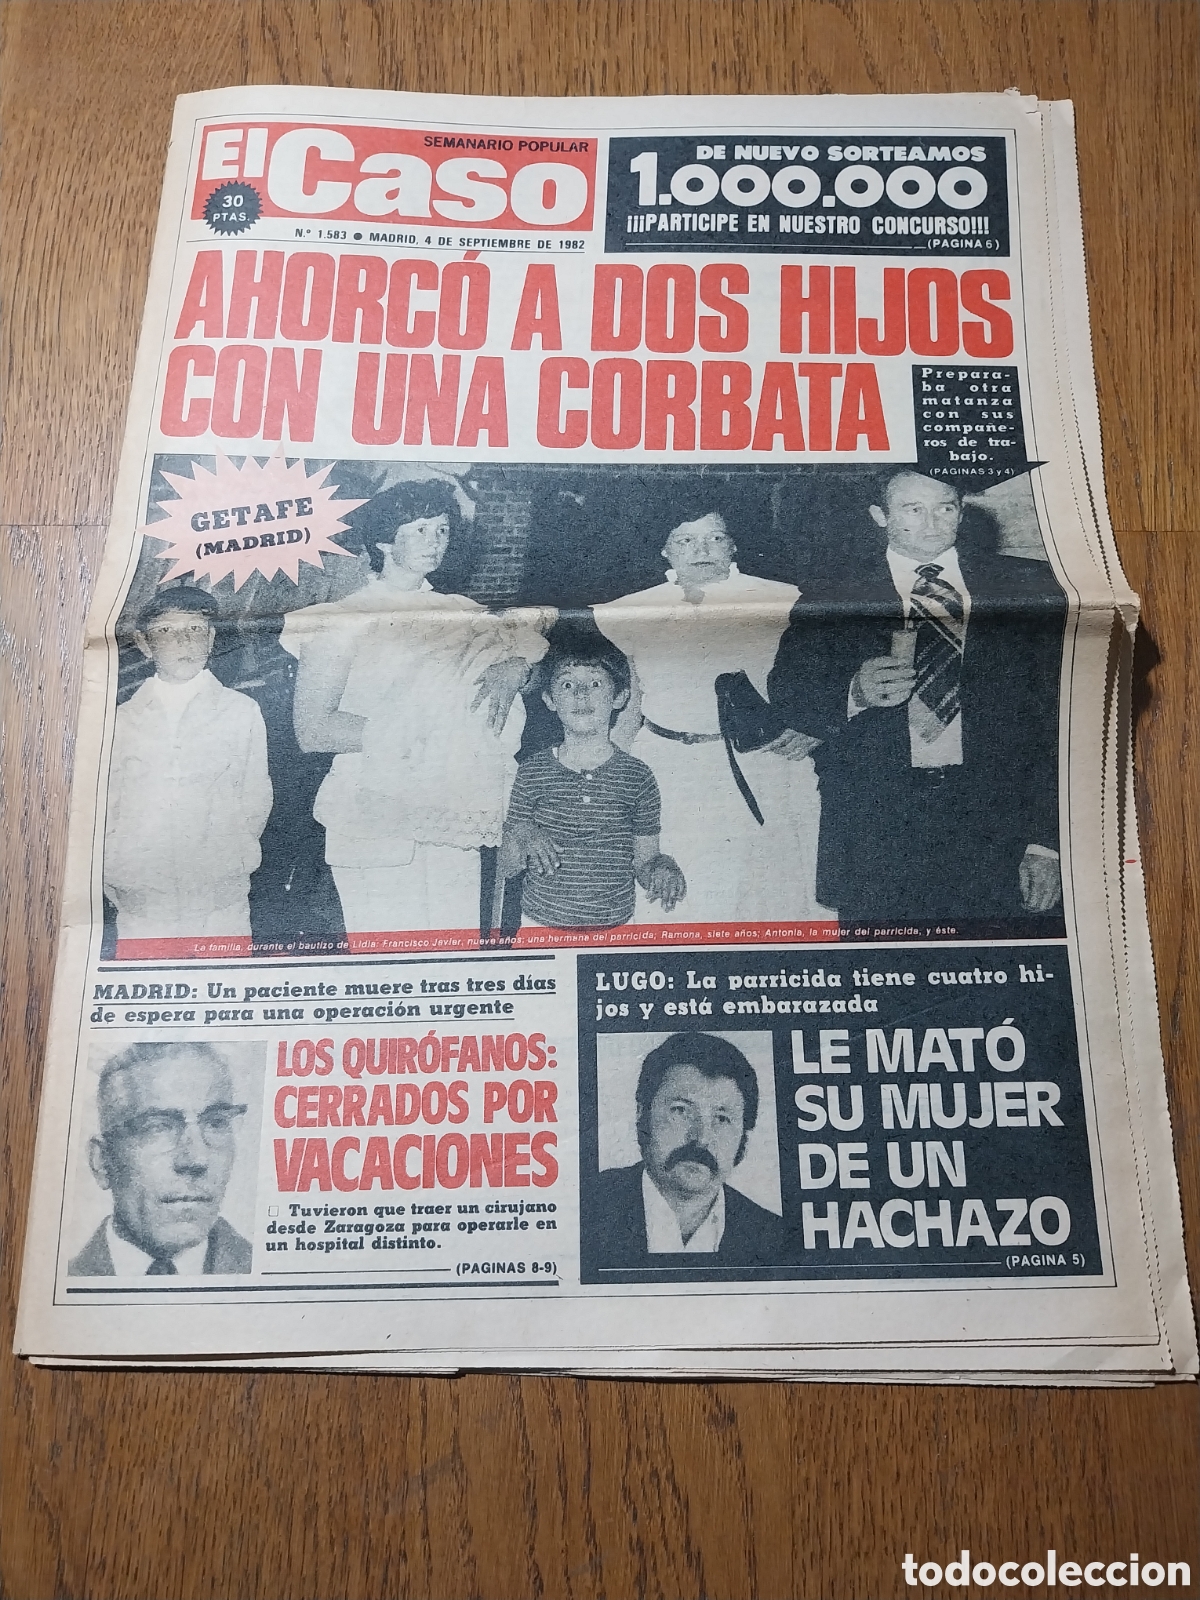 El Caso
SEMANARIO POPULAR
30
PTAS.
N.º 1.583 ● MADRID, 4 DE SEPTIEMBRE DE 1982
DE NUEVO SORTEAMOS
1.000.000
¡¡¡PARTICIPE EN NUESTRO CONCURSO!!!
(PAGINA 6)
AHORCÓ A DOS HIJOS
CON UNA CORBATA
Prepara-
ba otra
matanza
con sus
compañe-
ros de tra-
bajo.
(PAGINAS 3 y 4)
GETAFE
(MADRID)
La familia, durante el bautizo de Lidia: Francisco Javier, nueve años; una hermana del parricida; Ramona, siete años; Antonia, la mujer del parricida, y éste.
MADRID: Un paciente muere tras tres días
de espera para una operación urgente
LOS QUIRÓFANOS:
CERRADOS POR
VACACIONES
□ Tuvieron que traer un cirujano
desde Zaragoza para operarle en
un hospital distinto.
(PAGINAS 8-9)
LUGO: La parricida tiene cuatro hi-
jos y está embarazada
LE MATÓ
SU MUJER
DE UN
HACHAZO
(PAGINA 5)
todocoleccion